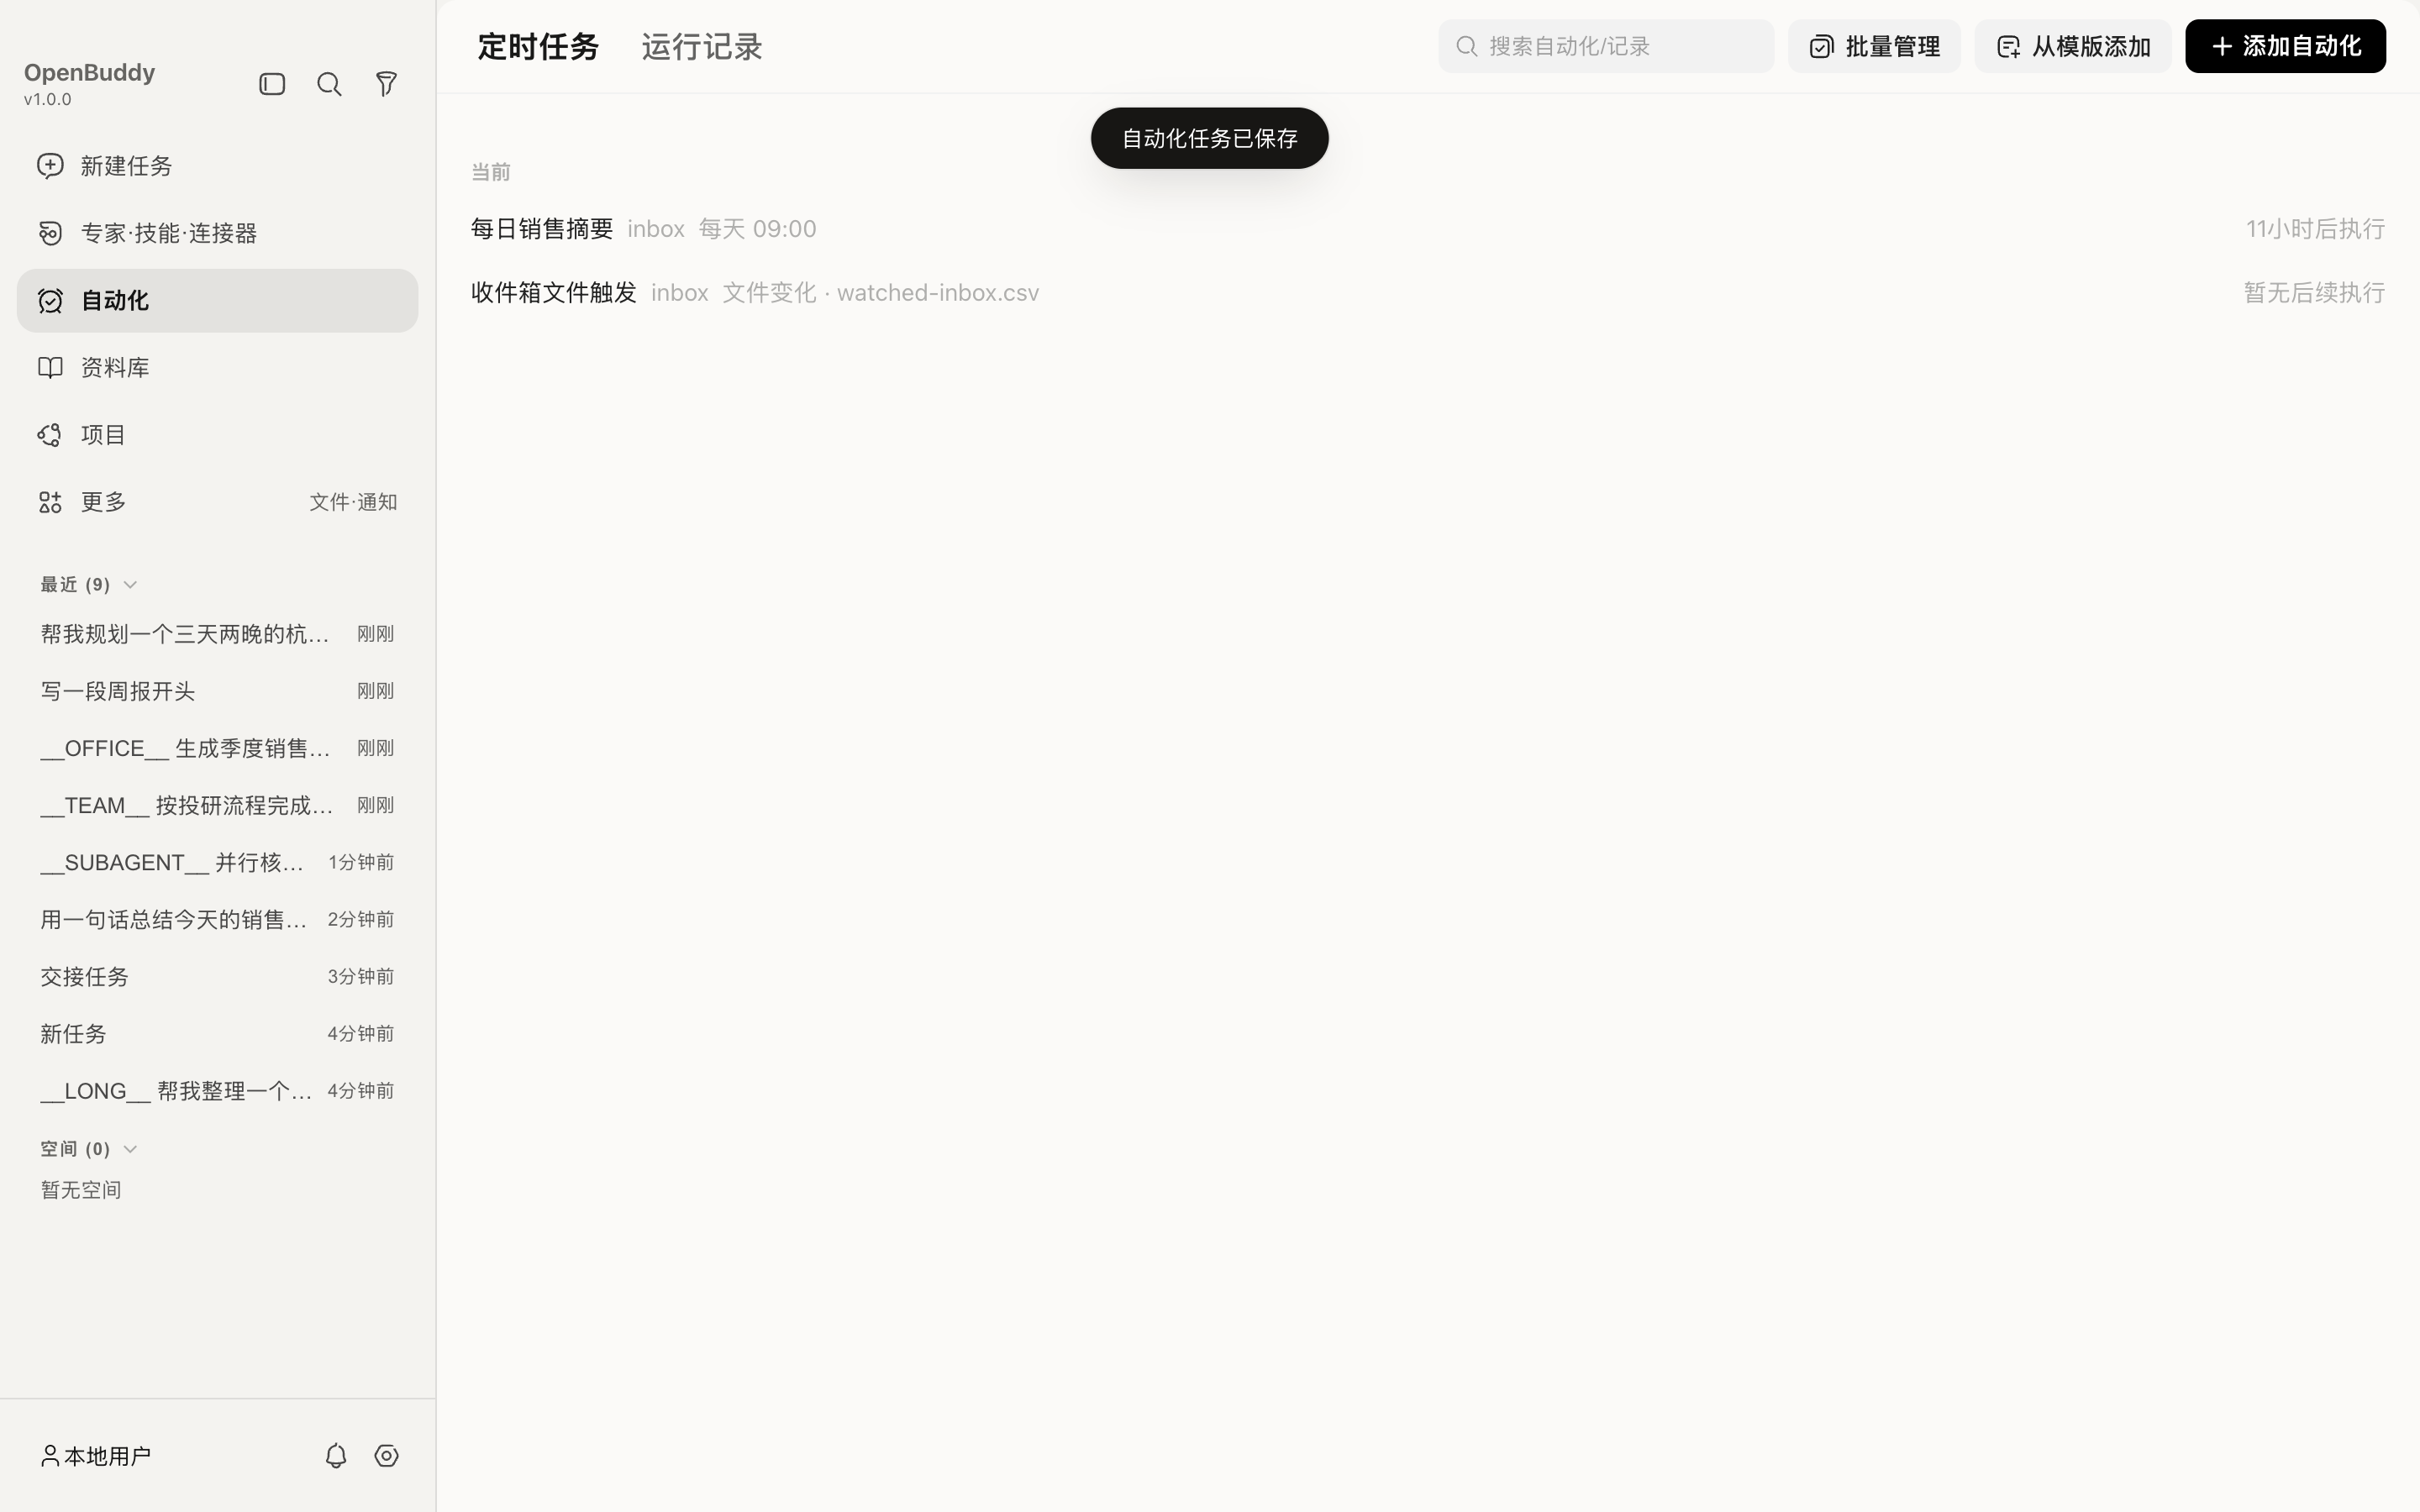 OpenBuddy
v1.0.0
新建任务
专家·技能·连接器
自动化
资料库
项目
更多 文件·通知
最近 (9)
帮我规划一个三天两晚的杭… 刚刚
写一段周报开头 刚刚
__OFFICE__ 生成季度销售… 刚刚
__TEAM__ 按投研流程完成… 刚刚
__SUBAGENT__ 并行核… 1分钟前
用一句话总结今天的销售… 2分钟前
交接任务 3分钟前
新任务 4分钟前
__LONG__ 帮我整理一个… 4分钟前
空间 (0)
暂无空间
本地用户
定时任务 运行记录 搜索自动化/记录 批量管理 从模版添加 添加自动化
自动化任务已保存
当前
每日销售摘要 inbox 每天 09:00 11小时后执行
收件箱文件触发 inbox 文件变化 · watched-inbox.csv 暂无后续执行